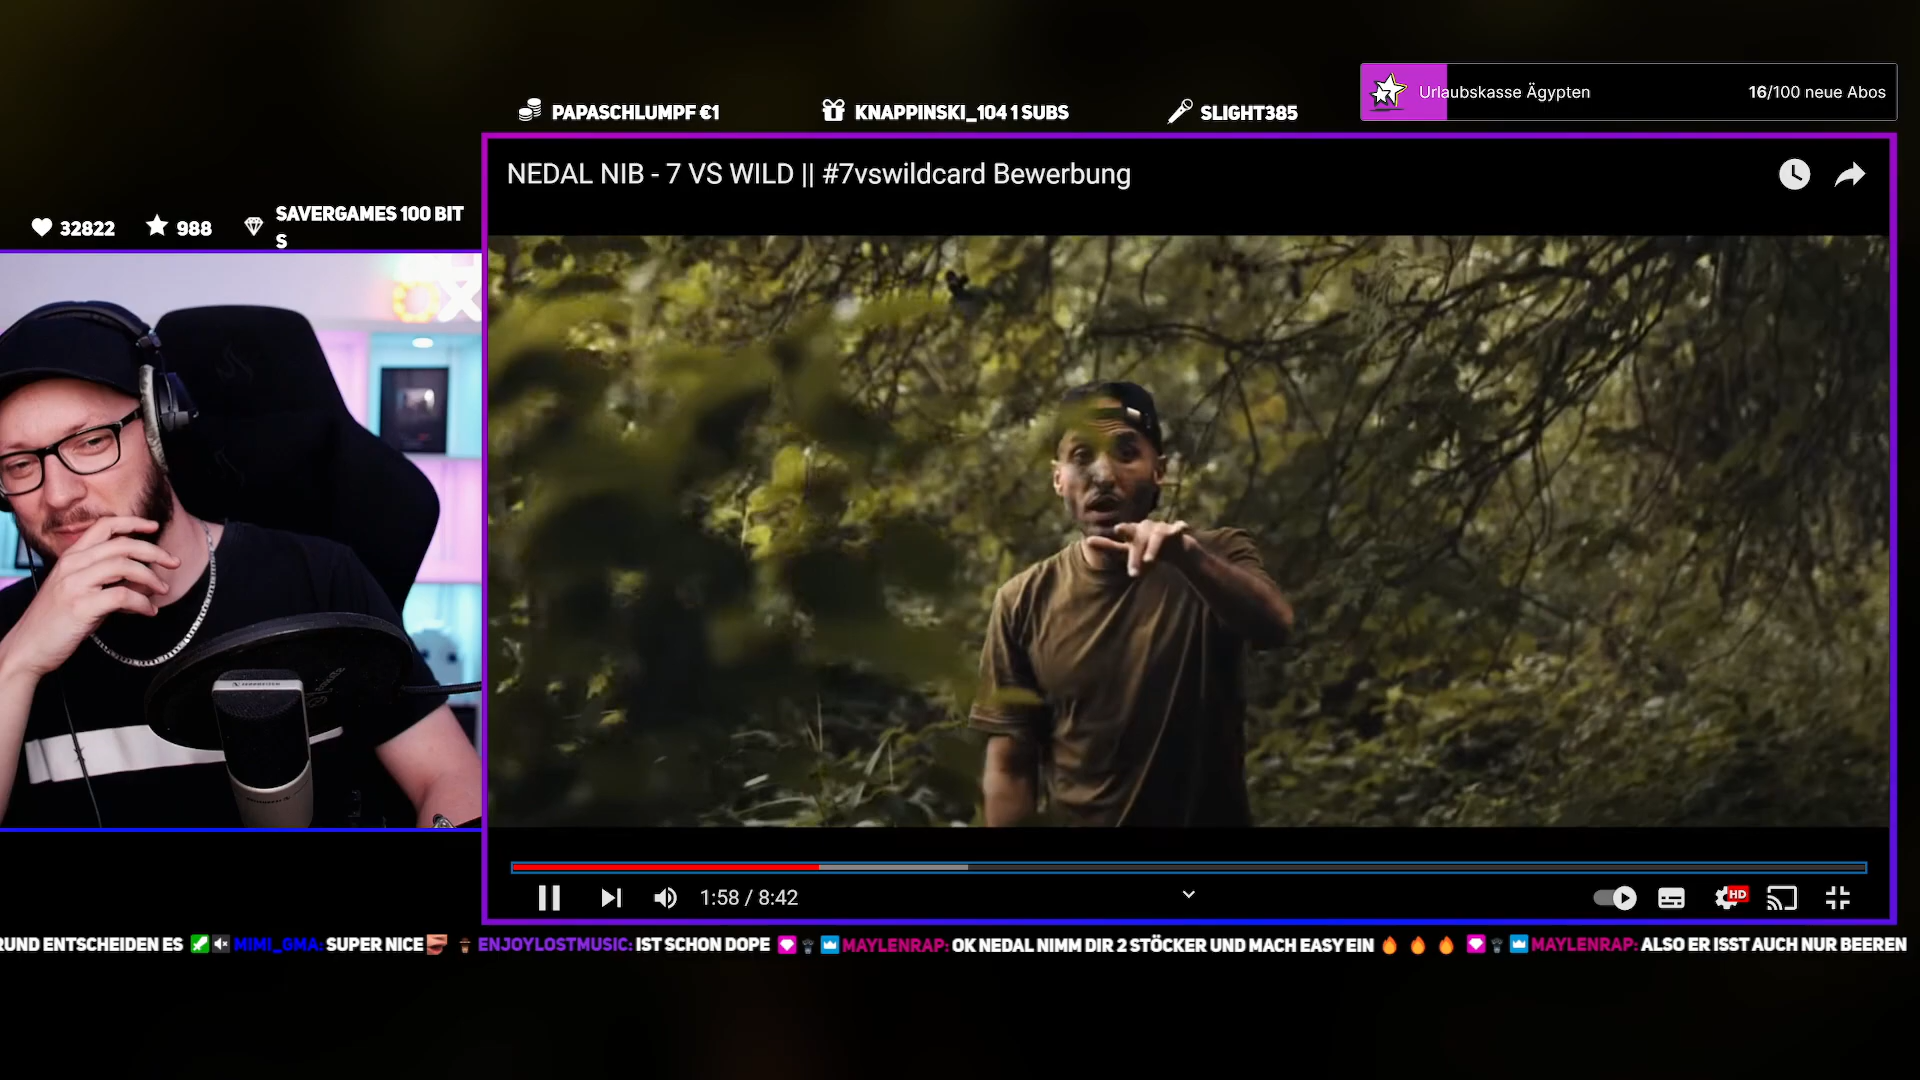 Urlaubskasse Ägypten
16/100 neue Abos
PAPASCHLUMPF €1
KNAPPINSKI_104 1 SUBS
SLIGHT385
NEDAL NIB - 7 VS WILD || #7vswildcard Bewerbung
32822
988
SAVERGAMES 100 BIT
S
1:58 / 8:42
HD
RUND ENTSCHEIDEN ES MIMI_GMA: SUPER NICE ENJOYLOSTMUSIC: IST SCHON DOPE MAYLENRAP: OK NEDAL NIMM DIR 2 STÖCKER UND MACH EASY EIN 🔥 🔥 🔥 MAYLENRAP: ALSO ER ISST AUCH NUR BEEREN